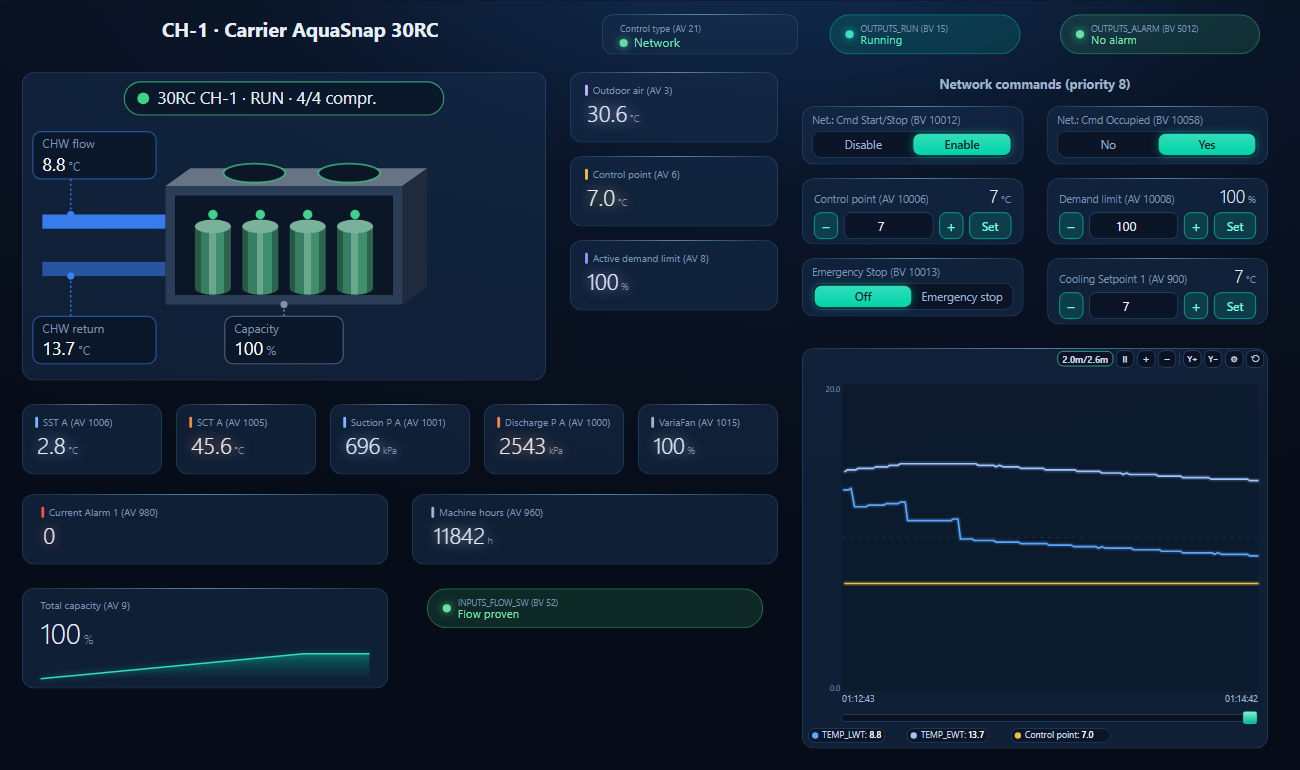 CH-1 · Carrier AquaSnap 30RC
Control type (AV 21)
Network
OUTPUTS_RUN (BV 15)
Running
OUTPUTS_ALARM (BV 5012)
No alarm
30RC CH-1 · RUN · 4/4 compr.
CHW flow
8.8 °C
CHW return
13.7 °C
Capacity
100 %
Outdoor air (AV 3)
30.6 °C
Control point (AV 6)
7.0 °C
Active demand limit (AV 8)
100 %
Network commands (priority 8)
Net.: Cmd Start/Stop (BV 10012)
Disable Enable
Net.: Cmd Occupied (BV 10058)
No Yes
Control point (AV 10006) 7 °C
− 7 + Set
Demand limit (AV 10008) 100 %
− 100 + Set
Emergency Stop (BV 10013)
Off Emergency stop
Cooling Setpoint 1 (AV 900) 7 °C
− 7 + Set
SST A (AV 1006)
2.8 °C
SCT A (AV 1005)
45.6 °C
Suction P A (AV 1001)
696 kPa
Discharge P A (AV 1000)
2543 kPa
VariaFan (AV 1015)
100 %
Current Alarm 1 (AV 980)
0
Machine hours (AV 960)
11842 h
Total capacity (AV 9)
100 %
INPUTS_FLOW_SW (BV 52)
Flow proven
2.0m/2.6m + − Y+ Y−
20.0
0.0
01:12:43 01:14:42
TEMP_LWT: 8.8 TEMP_EWT: 13.7 Control point: 7.0